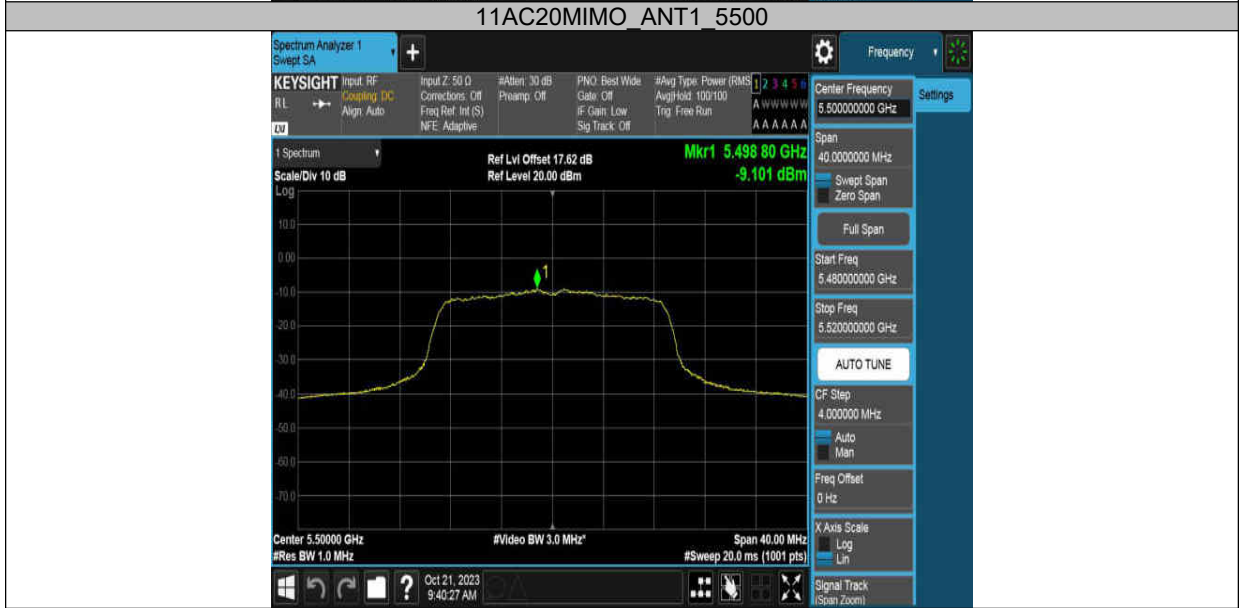 11AC20MIMO_ANT1_5500
Spectrum Analyzer 1
Swept SA
Frequency
KEYSIGHT
RL
LXI
Input: RF
Coupling: DC
Align: Auto
Input Z: 50 Ω
Corrections: Off
Freq Ref: Int (S)
NFE: Adaptive
#Atten: 30 dB
Preamp: Off
PNO: Best Wide
Gate: Off
IF Gain: Low
Sig Track: Off
#Avg Type: Power (RMS
Avg|Hold: 100/100
Trig: Free Run
1 2 3 4 5 6
A W W W W W
A A A A A A
Center Frequency
5.500000000 GHz
Settings
Span
40.0000000 MHz
Swept Span
Zero Span
Full Span
Start Freq
5.480000000 GHz
Stop Freq
5.520000000 GHz
AUTO TUNE
CF Step
4.000000 MHz
Auto
Man
Freq Offset
0 Hz
X Axis Scale
Log
Lin
Signal Track
(Span Zoom)
1 Spectrum
Scale/Div 10 dB
Log
Ref Lvl Offset 17.62 dB
Ref Level 20.00 dBm
Mkr1 5.498 80 GHz
-9.101 dBm
10.0
0.00
-10.0
-20.0
-30.0
-40.0
-50.0
-60.0
-70.0
1
Center 5.50000 GHz
#Res BW 1.0 MHz
#Video BW 3.0 MHz*
Span 40.00 MHz
#Sweep 20.0 ms (1001 pts)
?
Oct 21, 2023
9:40:27 AM